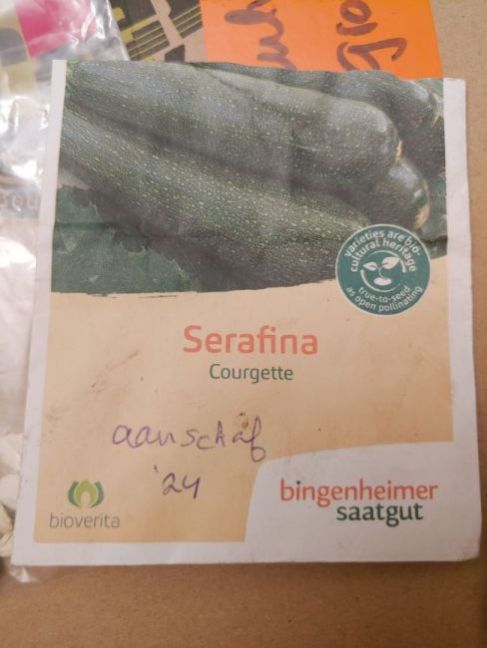 varieties are bio-
cultural heritage
true-to-seed
as open pollinating
Serafina
Courgette
aanschaf
'24
bioverita
bingenheimer
saatgut